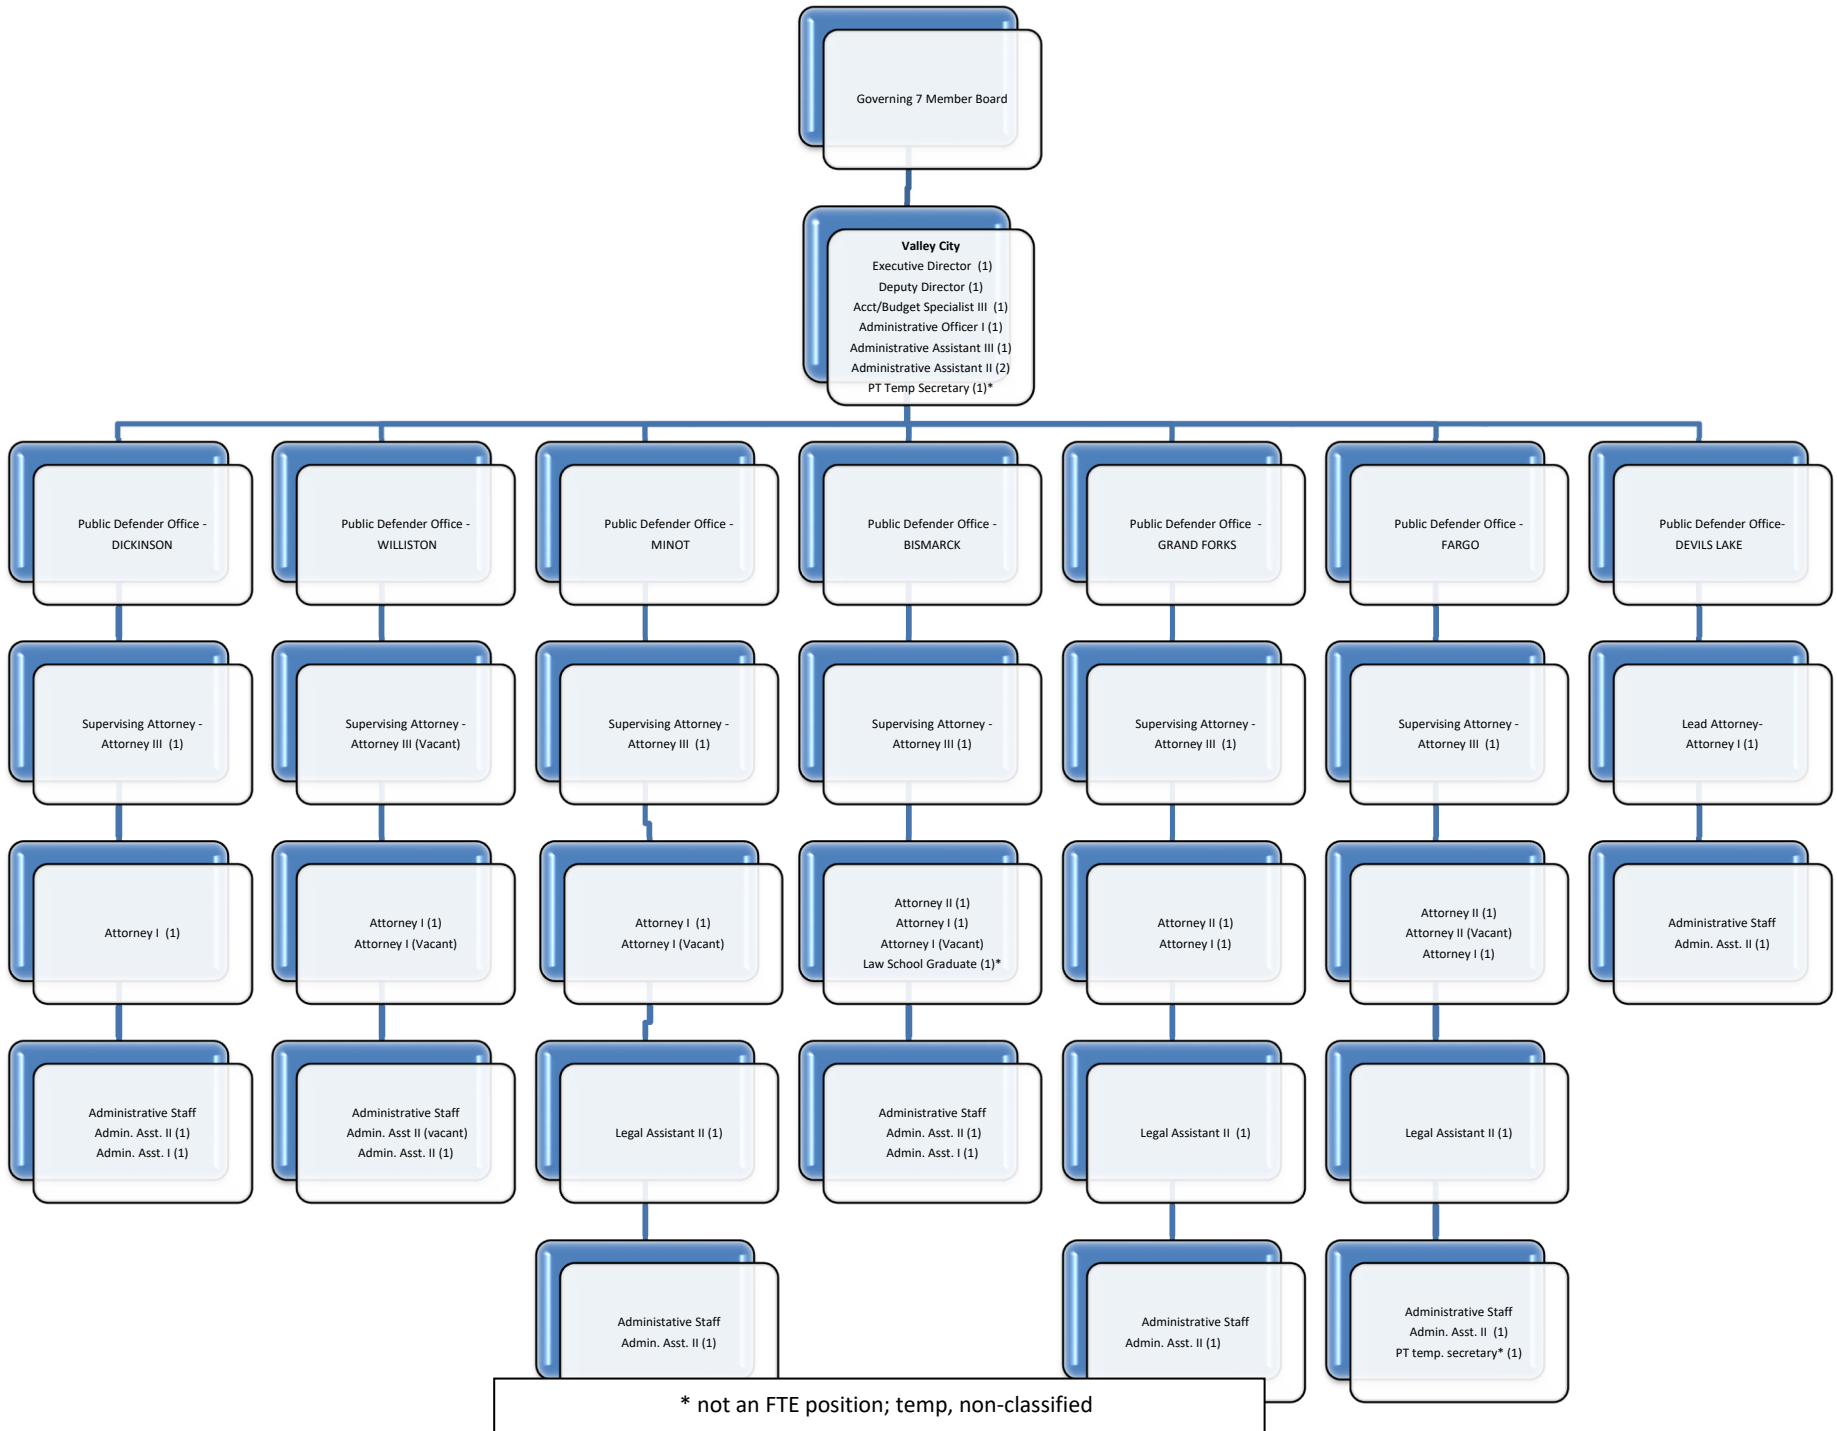 Governing 7 Member Board
Valley City
Executive Director  (1)
Deputy Director (1)
Acct/Budget Specialist III  (1)
Administrative Officer I (1)
Administrative Assistant III (1)
Administrative Assistant II (2)
PT Temp Secretary (1)*
Public Defender Office -
DICKINSON
Public Defender Office -
WILLISTON
Public Defender Office -
MINOT
Public Defender Office -
BISMARCK
Public Defender Office  -
GRAND FORKS
Public Defender Office -
FARGO
Public Defender Office-
DEVILS LAKE
Supervising Attorney -
Attorney III  (1)
Supervising Attorney -
Attorney III (Vacant)
Supervising Attorney -
Attorney III  (1)
Supervising Attorney -
Attorney III (1)
Supervising Attorney -
Attorney III  (1)
Supervising Attorney -
Attorney III  (1)
Lead Attorney-
Attorney I (1)
Attorney I  (1)
Attorney I (1)
Attorney I (Vacant)
Attorney I  (1)
Attorney I (Vacant)
Attorney II (1)
Attorney I (1)
Attorney I (Vacant)
Law School Graduate (1)*
Attorney II (1)
Attorney I (1)
Attorney II (1)
Attorney II (Vacant)
Attorney I (1)
Administrative Staff
Admin. Asst. II (1)
Administrative Staff
Admin. Asst. II (1)
Admin. Asst. I (1)
Administrative Staff
Admin. Asst II (vacant)
Admin. Asst. II (1)
Legal Assistant II (1)
Administrative Staff
Admin. Asst. II (1)
Admin. Asst. I (1)
Legal Assistant II  (1)
Legal Assistant II (1)
Administative Staff
Admin. Asst. II (1)
Administrative Staff
Admin. Asst. II (1)
Administrative Staff
Admin. Asst. II  (1)
PT temp. secretary* (1)
* not an FTE position; temp, non-classified